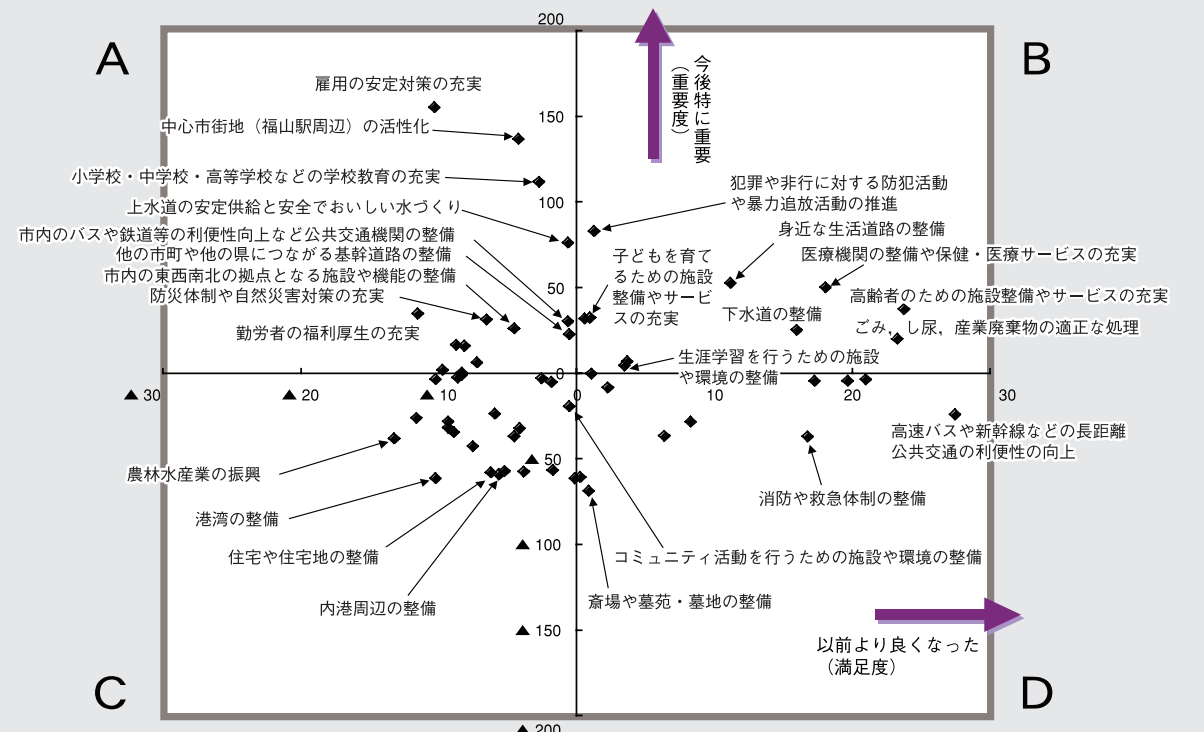 200
A
B
今後特に重要
（重要度）
雇用の安定対策の充実
中心市街地（福山駅周辺）の活性化
150
小学校・中学校・高等学校などの学校教育の充実
犯罪や非行に対する防犯活動
や暴力追放活動の推進
上水道の安定供給と安全でおいしい水づくり
100
身近な生活道路の整備
市内のバスや鉄道等の利便性向上など公共交通機関の整備
他の市町や他の県につながる基幹道路の整備
子どもを育て
るための施設
整備やサービ
スの充実
医療機関の整備や保健・医療サービスの充実
市内の東西南北の拠点となる施設や機能の整備
50
防災体制や自然災害対策の充実
高齢者のための施設整備やサービスの充実
下水道の整備
ごみ，し尿，産業廃棄物の適正な処理
勤労者の福利厚生の充実
生涯学習を行うための施設
や環境の整備
0
▲ 30
▲ 20
▲ 10
0
10
20
30
高速バスや新幹線などの長距離
公共交通の利便性の向上
農林水産業の振興
▲ 50
消防や救急体制の整備
港湾の整備
▲ 100
住宅や住宅地の整備
コミュニティ活動を行うための施設や環境の整備
内港周辺の整備
斎場や墓苑・墓地の整備
▲ 150
以前より良くなった
（満足度）
C
D
▲ 200